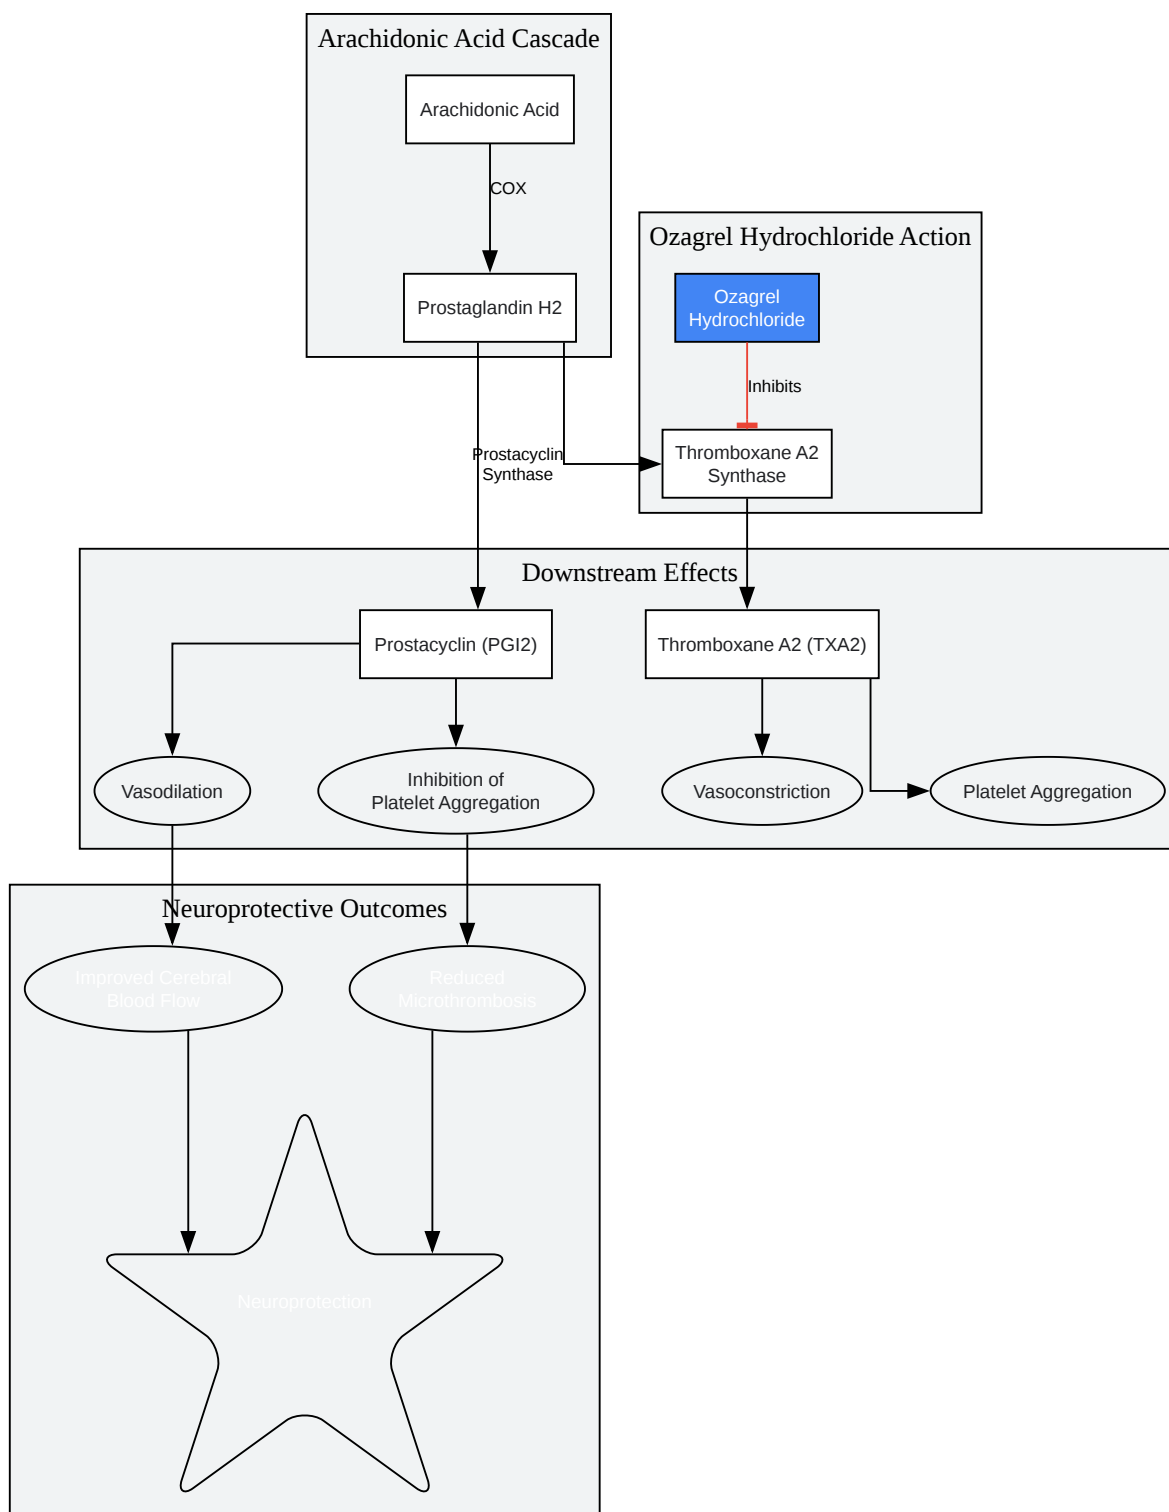 Arachidonic Acid Cascade
Arachidonic Acid
COX
Prostaglandin H2
Ozagrel Hydrochloride Action
Ozagrel
Hydrochloride
Inhibits
Prostacyclin
Synthase
Thromboxane A2
Synthase
Downstream Effects
Prostacyclin (PGI2)
Thromboxane A2 (TXA2)
Vasodilation
Inhibition of
Platelet Aggregation
Vasoconstriction
Platelet Aggregation
Neuroprotective Outcomes
Improved Cerebral
Blood Flow
Reduced
Microthrombosis
Neuroprotection